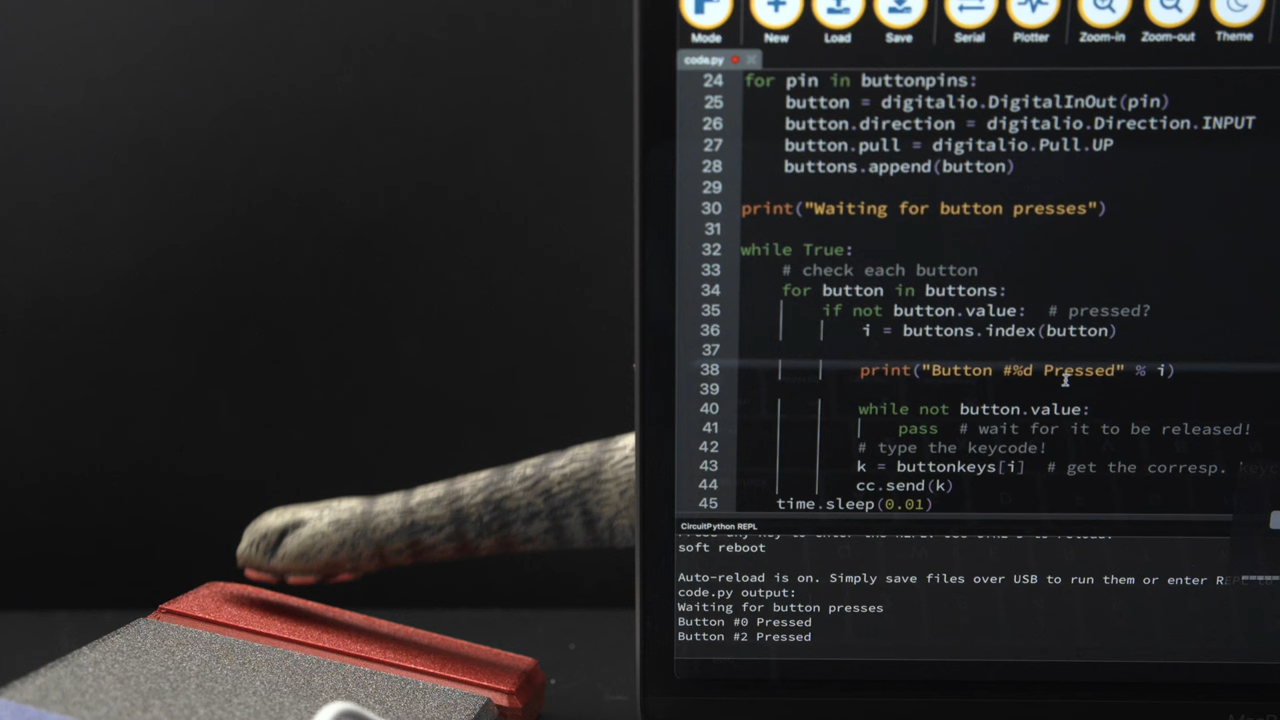 Mode New Load Save Serial Plotter Zoom-in Zoom-out Theme
code.py
24 for pin in buttonpins:
25 button = digitalio.DigitalInOut(pin)
26 button.direction = digitalio.Direction.INPUT
27 button.pull = digitalio.Pull.UP
28 buttons.append(button)
29
30 print("Waiting for button presses")
31
32 while True:
33 # check each button
34 for button in buttons:
35 if not button.value: # pressed?
36 i = buttons.index(button)
37
38 print("Button #%d Pressed" % i)
39
40 while not button.value:
41 pass # wait for it to be released!
42 # type the keycode!
43 k = buttonkeys[i] # get the corresp.
44 cc.send(k)
45 time.sleep(0.01)
CircuitPython REPL
soft reboot
Auto-reload is on. Simply save files over USB to run them or enter
code.py output:
Waiting for button presses
Button #0 Pressed
Button #2 Pressed